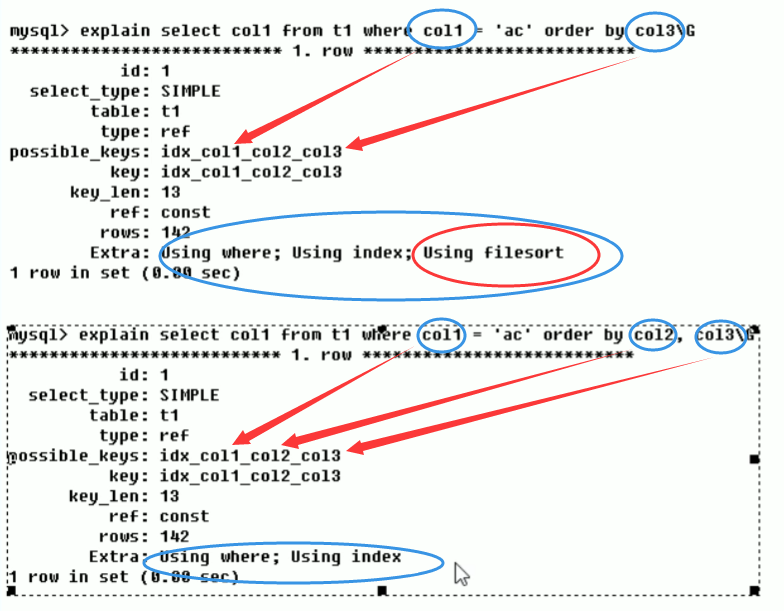 mysql> explain select col1 from t1 where col1 = 'ac' order by col3\G
*************************** 1. row ***************************
id: 1
select_type: SIMPLE
table: t1
type: ref
possible_keys: idx_col1_col2_col3
key: idx_col1_col2_col3
key_len: 13
ref: const
rows: 142
Extra: Using where; Using index; Using filesort
1 row in set (0.00 sec)
mysql> explain select col1 from t1 where col1 = 'ac' order by col2, col3\G
*************************** 1. row ***************************
id: 1
select_type: SIMPLE
table: t1
type: ref
possible_keys: idx_col1_col2_col3
key: idx_col1_col2_col3
key_len: 13
ref: const
rows: 142
Extra: Using where; Using index
1 row in set (0.00 sec)